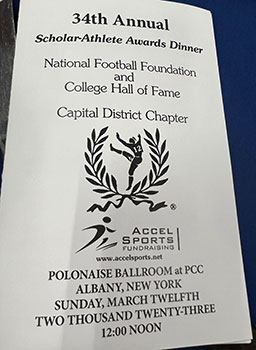 34th Annual
Scholar-Athlete Awards Dinner
National Football Foundation
and
College Hall of Fame
Capital District Chapter
12
®
ACCEL
SPORTS
FUNDRAISING
www.accelsports.net
POLONAISE BALLROOM at PCC
ALBANY, NEW YORK
SUNDAY, MARCH TWELFTH
TWO THOUSAND TWENTY-THREE
12:00 NOON